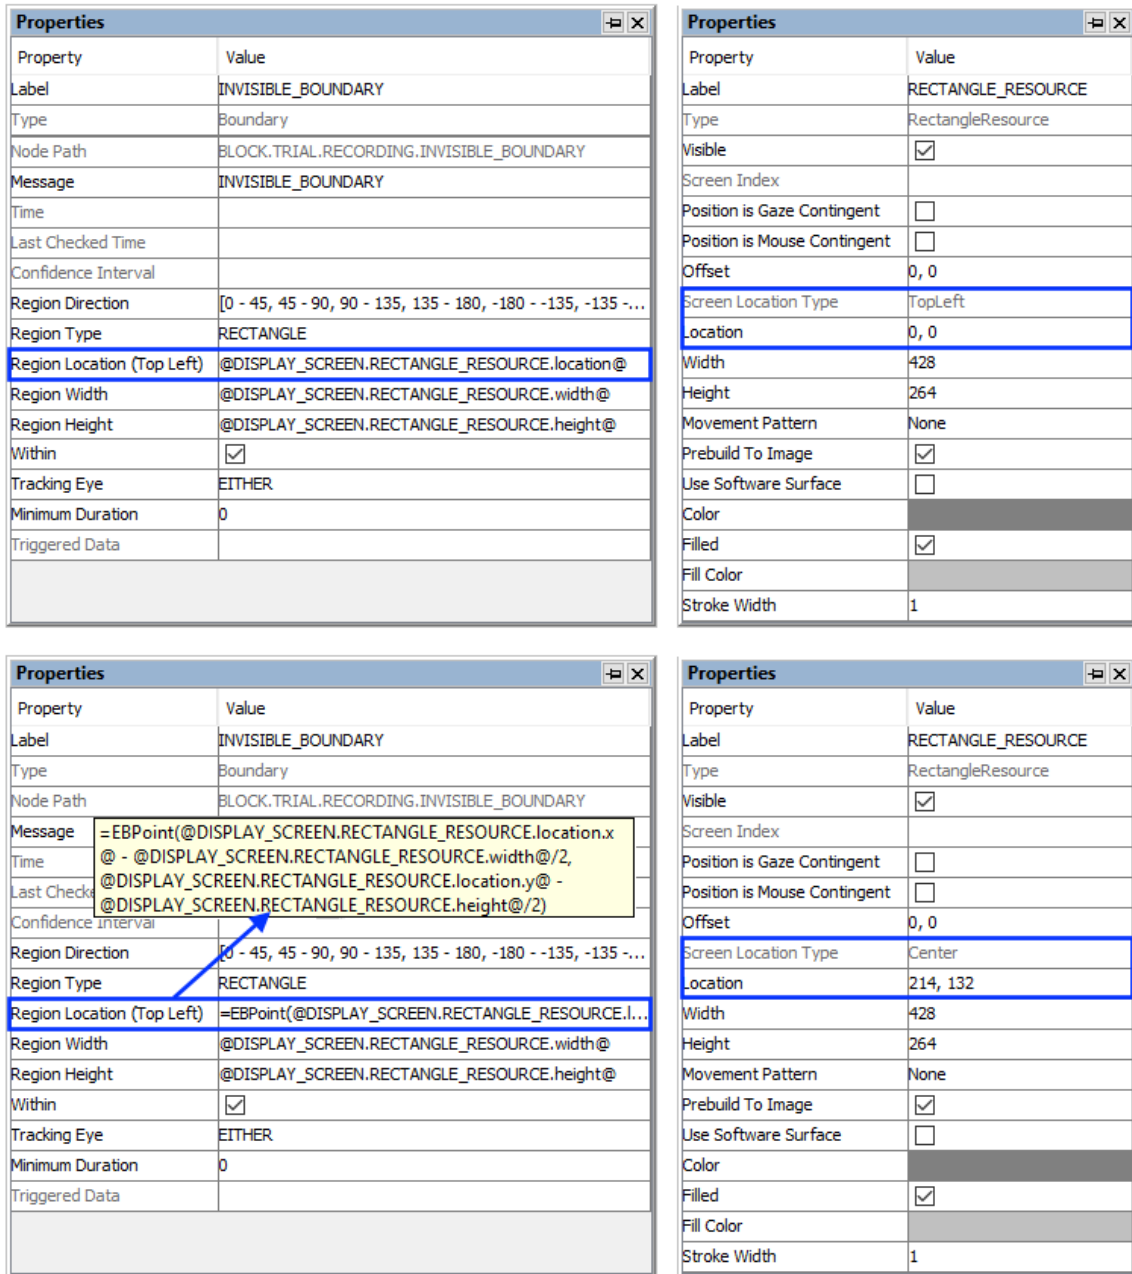 Properties
Property Value
Label INVISIBLE_BOUNDARY
Type Boundary
Node Path BLOCK.TRIAL.RECORDING.INVISIBLE_BOUNDARY
Message INVISIBLE_BOUNDARY
Time
Last Checked Time
Confidence Interval
Region Direction [0 - 45, 45 - 90, 90 - 135, 135 - 180, -180 - -135, -135 -...
Region Type RECTANGLE
Region Location (Top Left) @DISPLAY_SCREEN.RECTANGLE_RESOURCE.location@
Region Width @DISPLAY_SCREEN.RECTANGLE_RESOURCE.width@
Region Height @DISPLAY_SCREEN.RECTANGLE_RESOURCE.height@
Within
Tracking Eye EITHER
Minimum Duration 0
Triggered Data
Properties
Property Value
Label RECTANGLE_RESOURCE
Type RectangleResource
Visible
Screen Index
Position is Gaze Contingent
Position is Mouse Contingent
Offset 0, 0
Screen Location Type TopLeft
Location 0, 0
Width 428
Height 264
Movement Pattern None
Prebuild To Image
Use Software Surface
Color
Filled
Fill Color
Stroke Width 1
Properties
Property Value
Label INVISIBLE_BOUNDARY
Type Boundary
Node Path BLOCK.TRIAL.RECORDING.INVISIBLE_BOUNDARY
Message
=EBPoint(@DISPLAY_SCREEN.RECTANGLE_RESOURCE.location.x
@ - @DISPLAY_SCREEN.RECTANGLE_RESOURCE.width@/2,
@DISPLAY_SCREEN.RECTANGLE_RESOURCE.location.y@ -
@DISPLAY_SCREEN.RECTANGLE_RESOURCE.height@/2)
Time
Last Checke
Confidence Interval
Region Direction [0 - 45, 45 - 90, 90 - 135, 135 - 180, -180 - -135, -135 -...
Region Type RECTANGLE
Region Location (Top Left) =EBPoint(@DISPLAY_SCREEN.RECTANGLE_RESOURCE.l...
Region Width @DISPLAY_SCREEN.RECTANGLE_RESOURCE.width@
Region Height @DISPLAY_SCREEN.RECTANGLE_RESOURCE.height@
Within
Tracking Eye EITHER
Minimum Duration 0
Triggered Data
Properties
Property Value
Label RECTANGLE_RESOURCE
Type RectangleResource
Visible
Screen Index
Position is Gaze Contingent
Position is Mouse Contingent
Offset 0, 0
Screen Location Type Center
Location 214, 132
Width 428
Height 264
Movement Pattern None
Prebuild To Image
Use Software Surface
Color
Filled
Fill Color
Stroke Width 1